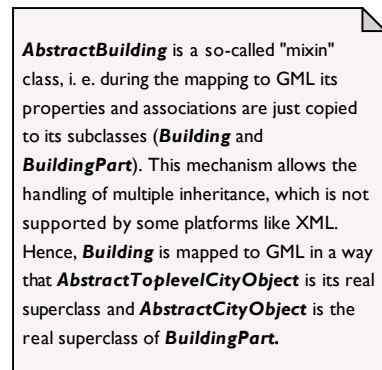 AbstractBuilding is a so-called "mixin"
class, i. e. during the mapping to GML its
properties and associations are just copied
to its subclasses (Building and
BuildingPart). This mechanism allows the
handling of multiple inheritance, which is not
supported by some platforms like XML.
Hence, Building is mapped to GML in a way
that AbstractToplevelCityObject is its real
superclass and AbstractCityObject is the
real superclass of BuildingPart.